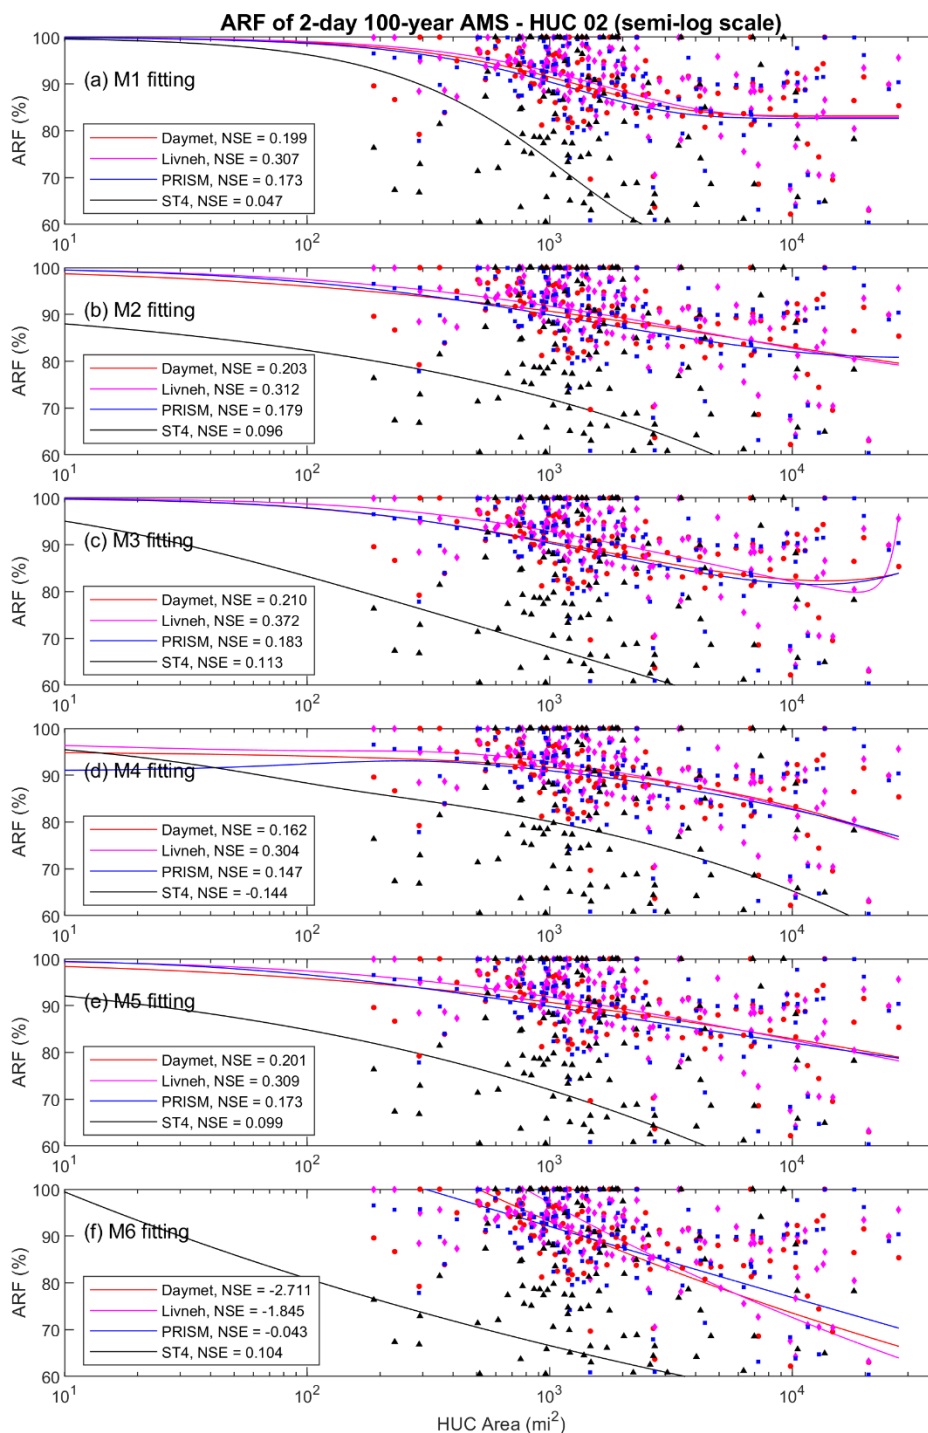 ARF of 2-day 100-year AMS - HUC 02 (semi-log scale)
100
90
80
70
60
ARF (%)
(a) M1 fitting
Daymet, NSE = 0.199
Livneh, NSE = 0.307
PRISM, NSE = 0.173
ST4, NSE = 0.047
10^1
10^2
10^3
10^4
100
90
80
70
60
ARF (%)
(b) M2 fitting
Daymet, NSE = 0.203
Livneh, NSE = 0.312
PRISM, NSE = 0.179
ST4, NSE = 0.096
10^1
10^2
10^3
10^4
100
90
80
70
60
ARF (%)
(c) M3 fitting
Daymet, NSE = 0.210
Livneh, NSE = 0.372
PRISM, NSE = 0.183
ST4, NSE = 0.113
10^1
10^2
10^3
10^4
100
90
80
70
60
ARF (%)
(d) M4 fitting
Daymet, NSE = 0.162
Livneh, NSE = 0.304
PRISM, NSE = 0.147
ST4, NSE = -0.144
10^1
10^2
10^3
10^4
100
90
80
70
60
ARF (%)
(e) M5 fitting
Daymet, NSE = 0.201
Livneh, NSE = 0.309
PRISM, NSE = 0.173
ST4, NSE = 0.099
10^1
10^2
10^3
10^4
100
90
80
70
60
ARF (%)
(f) M6 fitting
Daymet, NSE = -2.711
Livneh, NSE = -1.845
PRISM, NSE = -0.043
ST4, NSE = 0.104
10^1
10^2
10^3
10^4
HUC Area (mi^2)